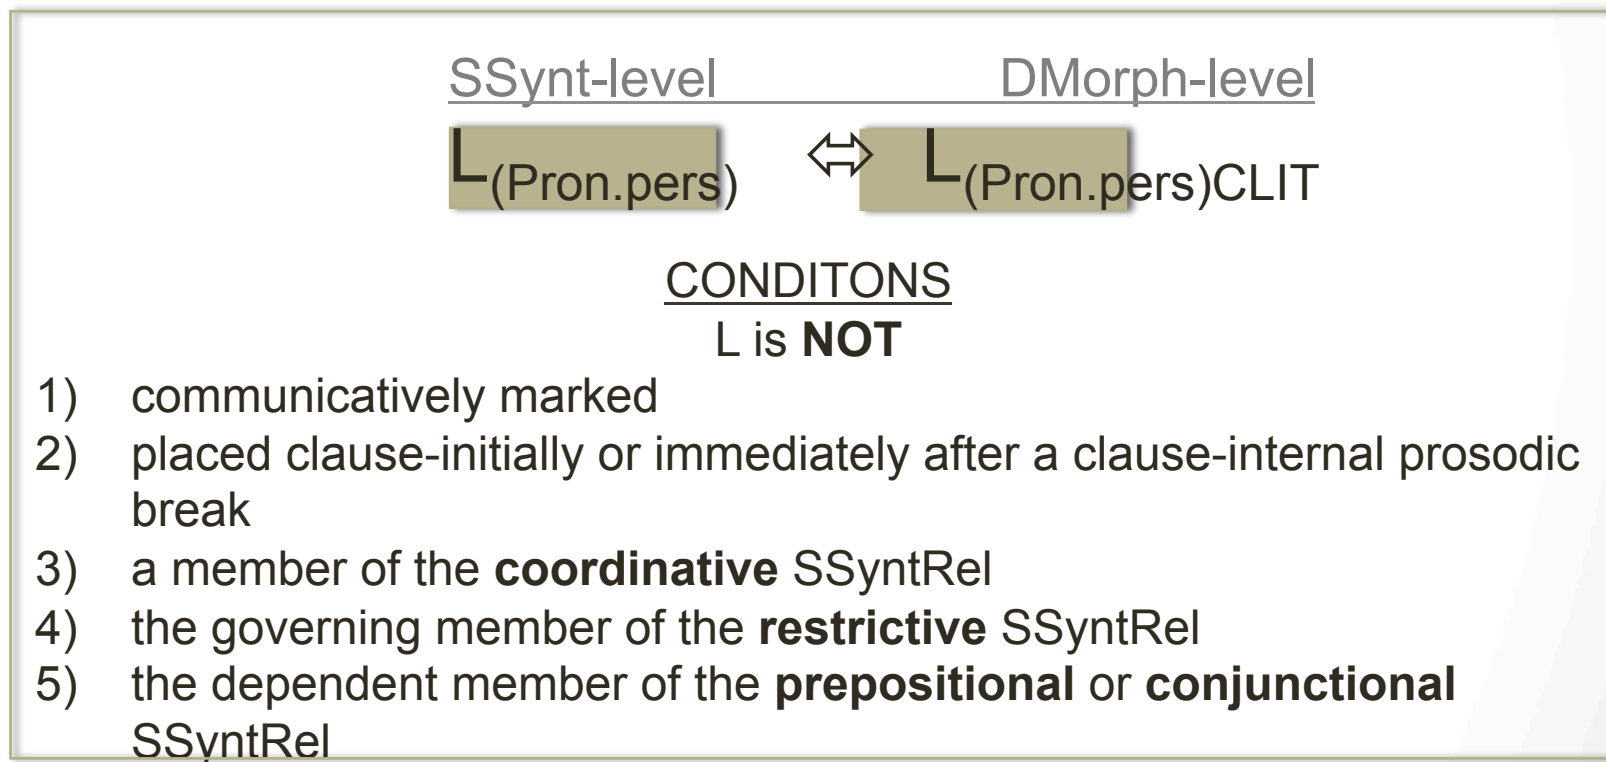 SSynt-level DMorph-level
L(Pron.pers) ⇔ L(Pron.pers)CLIT
CONDITONS
L is NOT
1) communicatively marked
2) placed clause-initially or immediately after a clause-internal prosodic
break
3) a member of the coordinative SSyntRel
4) the governing member of the restrictive SSyntRel
5) the dependent member of the prepositional or conjunctional
SSyntRel